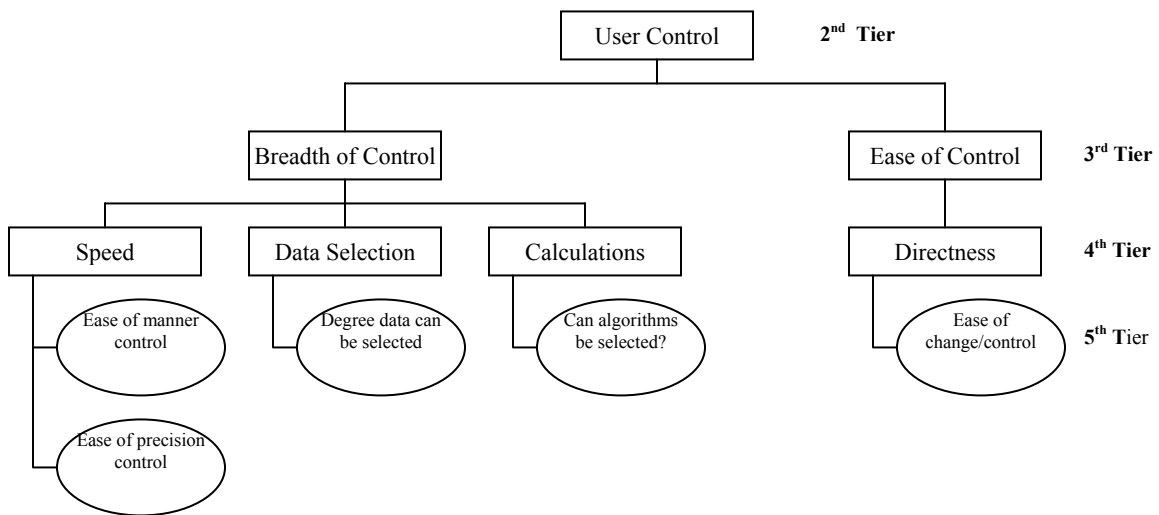 User Control
2nd Tier
Breadth of Control
Ease of Control
3rd Tier
Speed
Data Selection
Calculations
Directness
4th Tier
Ease of manner
control
Degree data can
be selected
Can algorithms
be selected?
Ease of
change/control
5th Tier
Ease of precision
control